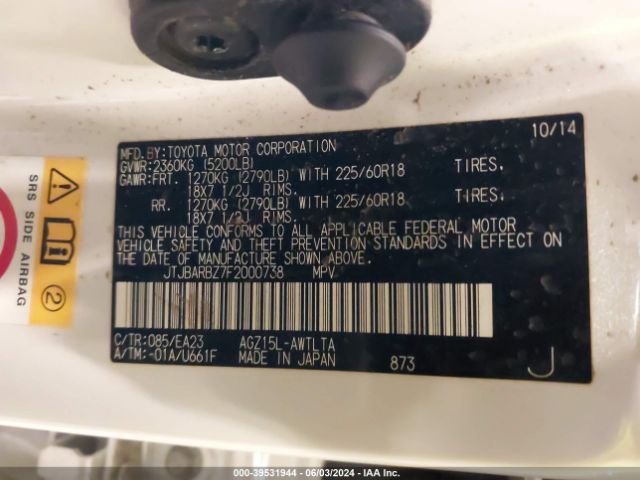 10/14
MFD. BY: TOYOTA MOTOR CORPORATION
GVWR: 2360KG (5200LB)
GAWR: FRT. 1270KG (2790LB) WITH 225/60R18 TIRES.
18X7 1/2J RIMS.
RR. 1270KG (2790LB) WITH 225/60R18 TIRES.
18X7 1/2J RIMS.
THIS VEHICLE CONFORMS TO ALL APPLICABLE FEDERAL MOTOR
VEHICLE SAFETY AND THEFT PREVENTION STANDARDS IN EFFECT ON
THE DATE OF MANUFACTURE SHOWN ABOVE.
JTJBARBZ7F2000738 MPV
C/TR: 085/EA23 AGZ15L-AWTLTA
A/TM: -01A/U661F MADE IN JAPAN 873 J
SRS SIDE AIRBAG
2
000-39531944 | 06/03/2024 | Copart/IAAI